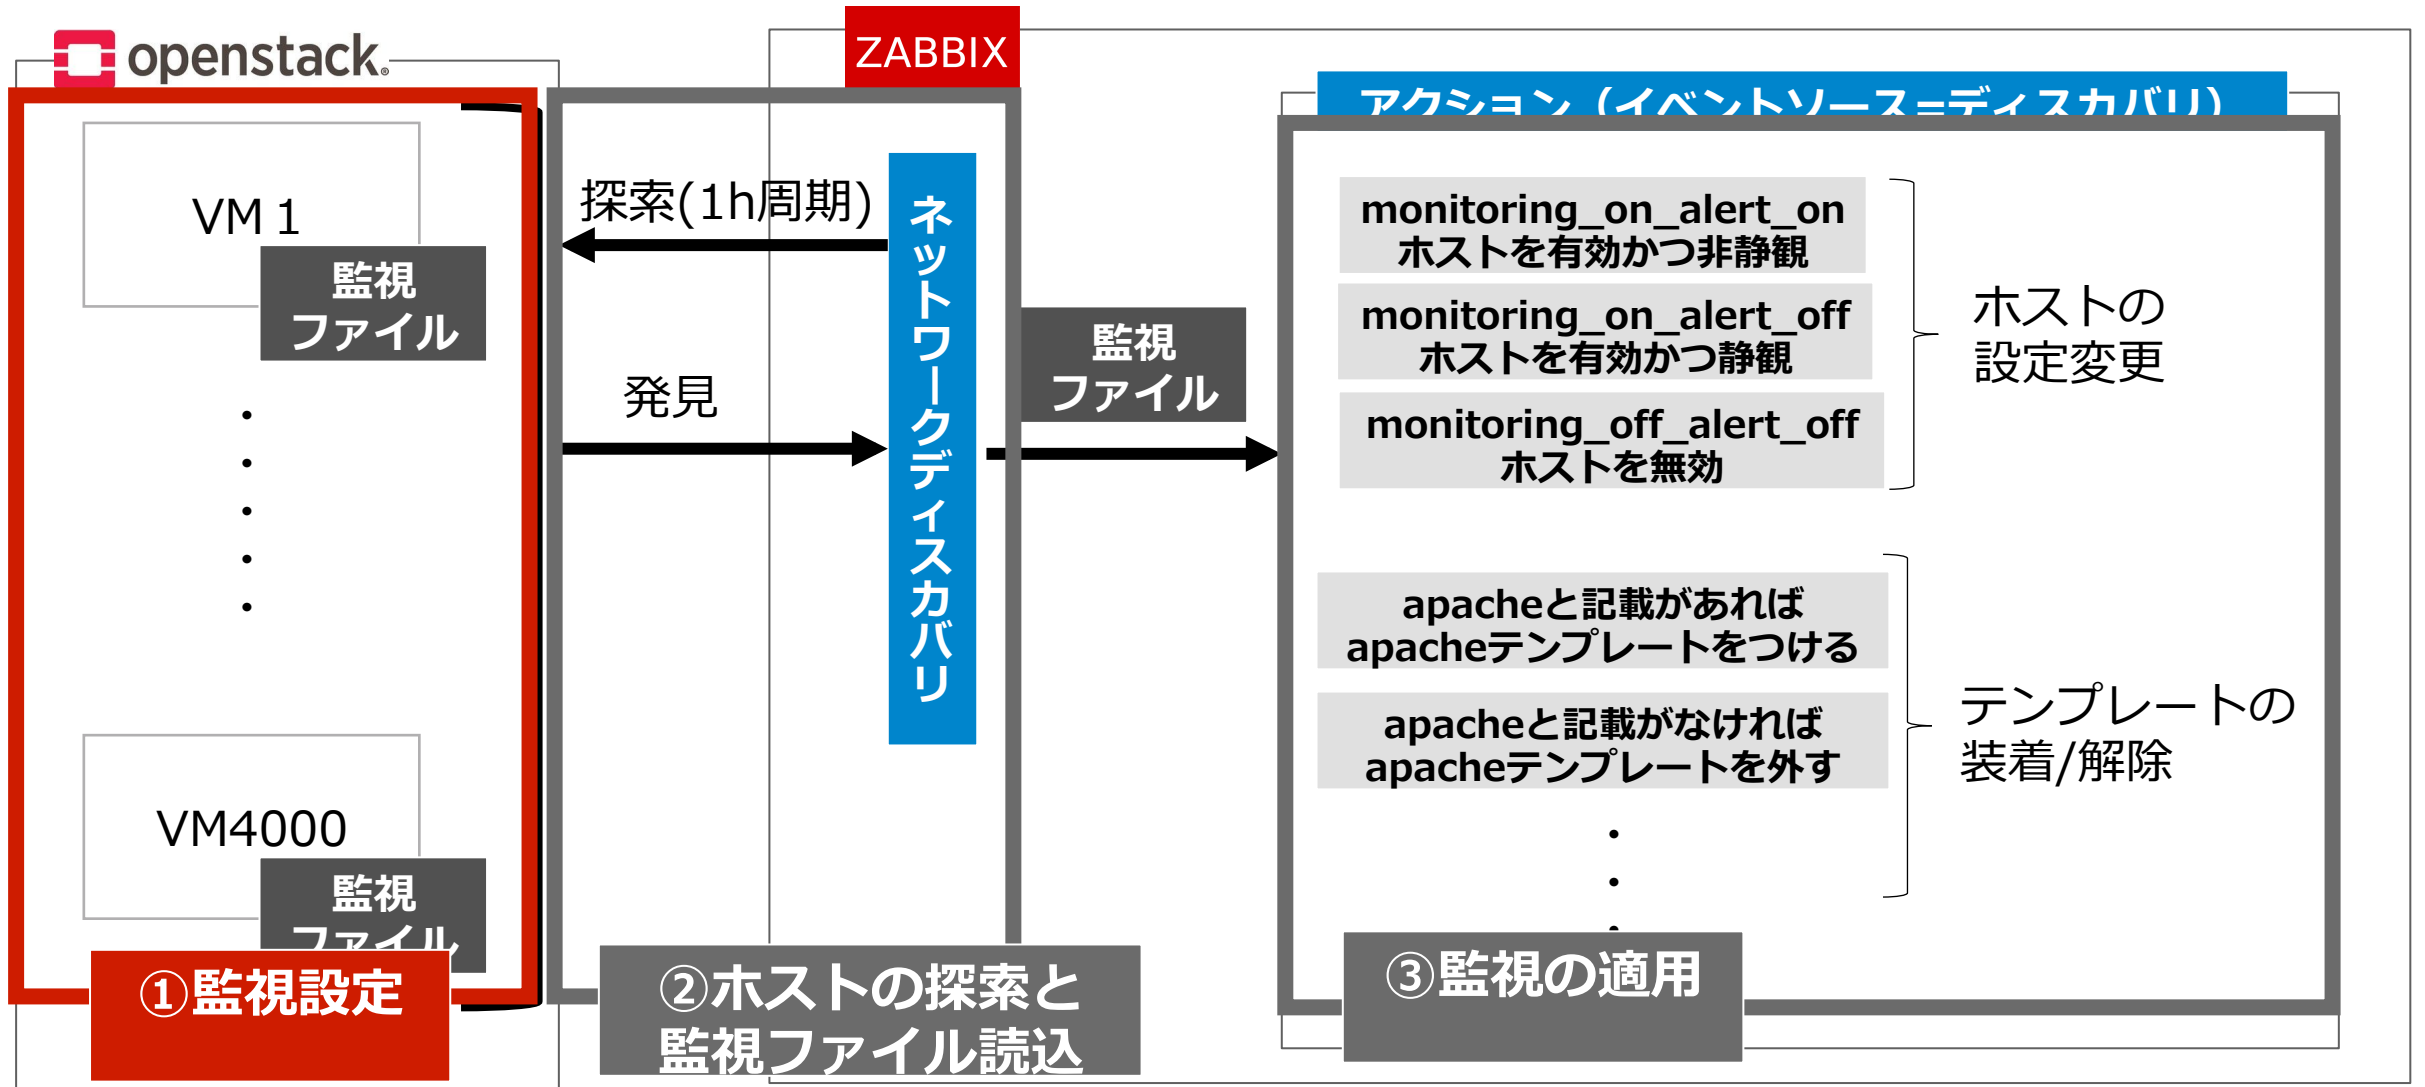 openstack.
ZABBIX
アクション（イベントソース=ディスカバリ）
VM１
監視
ファイル
・
・
・
・
・
VM4000
監視
ファイル
①監視設定
探索(1h周期)
発見
ネットワークディスカバリ
監視
ファイル
②ホストの探索と
監視ファイル読込
monitoring_on_alert_on
ホストを有効かつ非静観
monitoring_on_alert_off
ホストを有効かつ静観
monitoring_off_alert_off
ホストを無効
ホストの
設定変更
apacheと記載があれば
apacheテンプレートをつける
apacheと記載がなければ
apacheテンプレートを外す
・
・
・
テンプレートの
装着/解除
③監視の適用